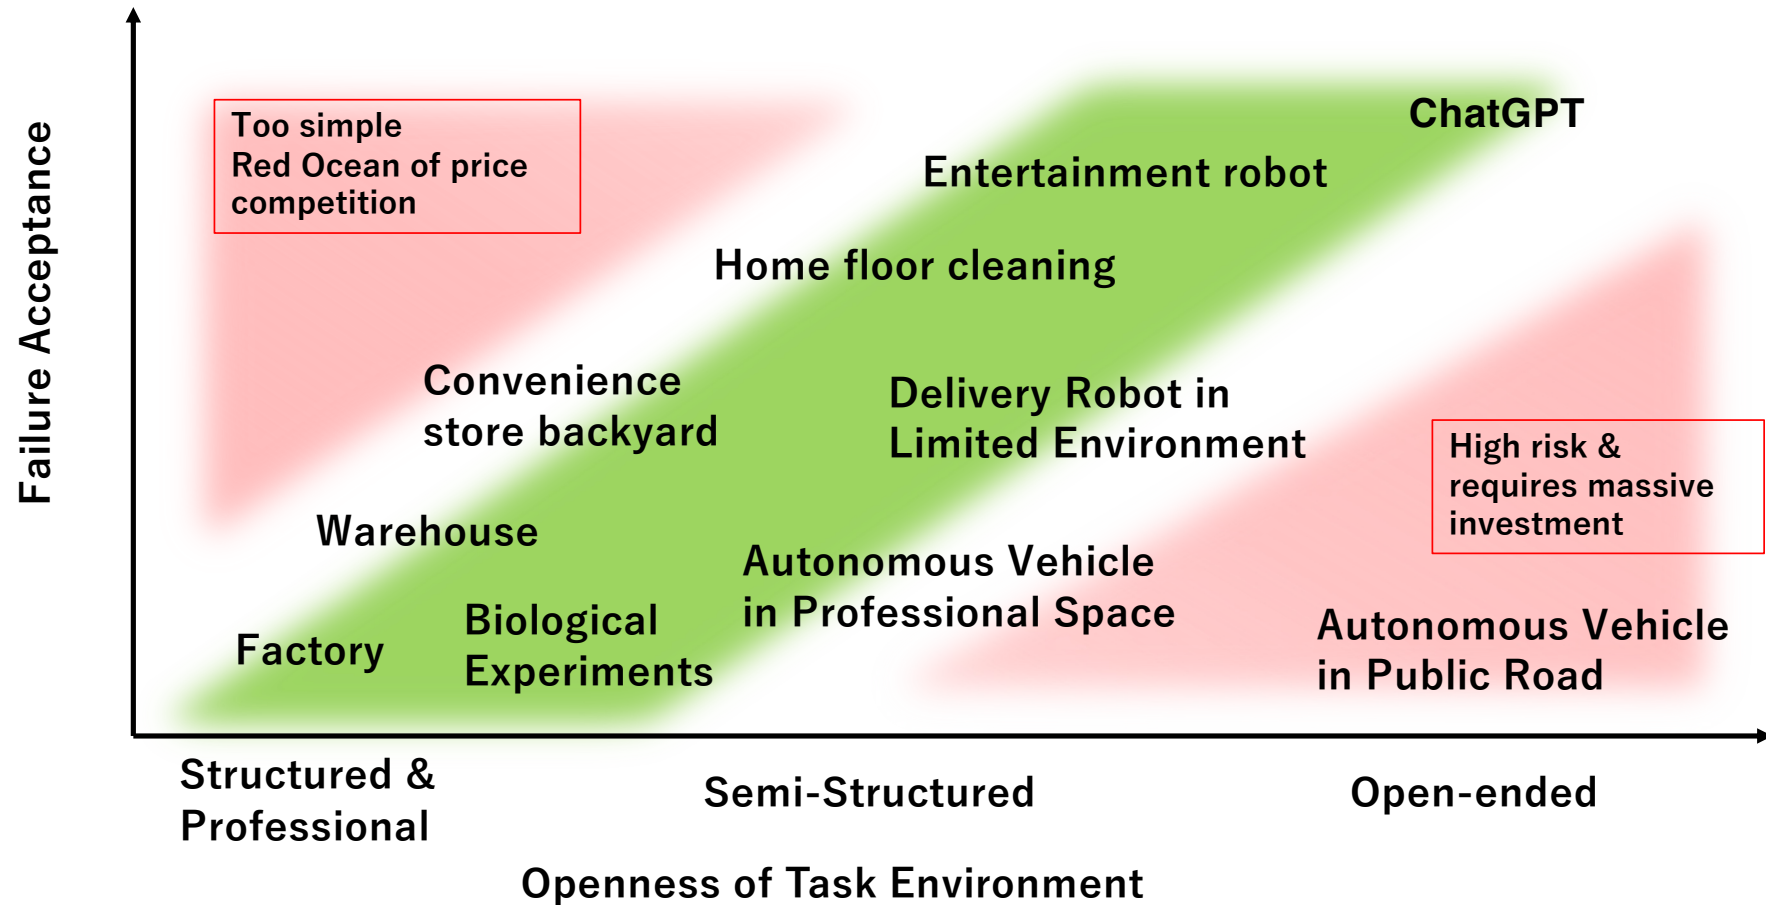 Failure Acceptance
Too simple
Red Ocean of price
competition
ChatGPT
Entertainment robot
Home floor cleaning
Convenience
store backyard
Delivery Robot in
Limited Environment
High risk &
requires massive
investment
Warehouse
Autonomous Vehicle
in Professional Space
Biological
Experiments
Factory
Autonomous Vehicle
in Public Road
Structured &
Professional
Semi-Structured
Open-ended
Openness of Task Environment